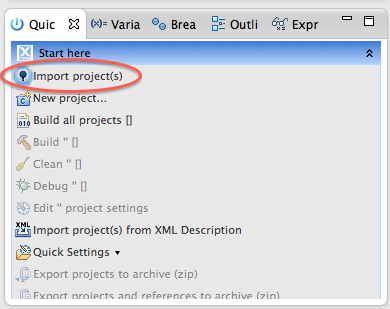 Quic (x)= Varia Brea Outli Expr
Start here
Import project(s)
New project...
Build all projects []
Build '' []
Clean '' []
Debug '' []
Edit '' project settings
Import project(s) from XML Description
Quick Settings
Export projects to archive (zip)
Export projects and references to archive (zip)